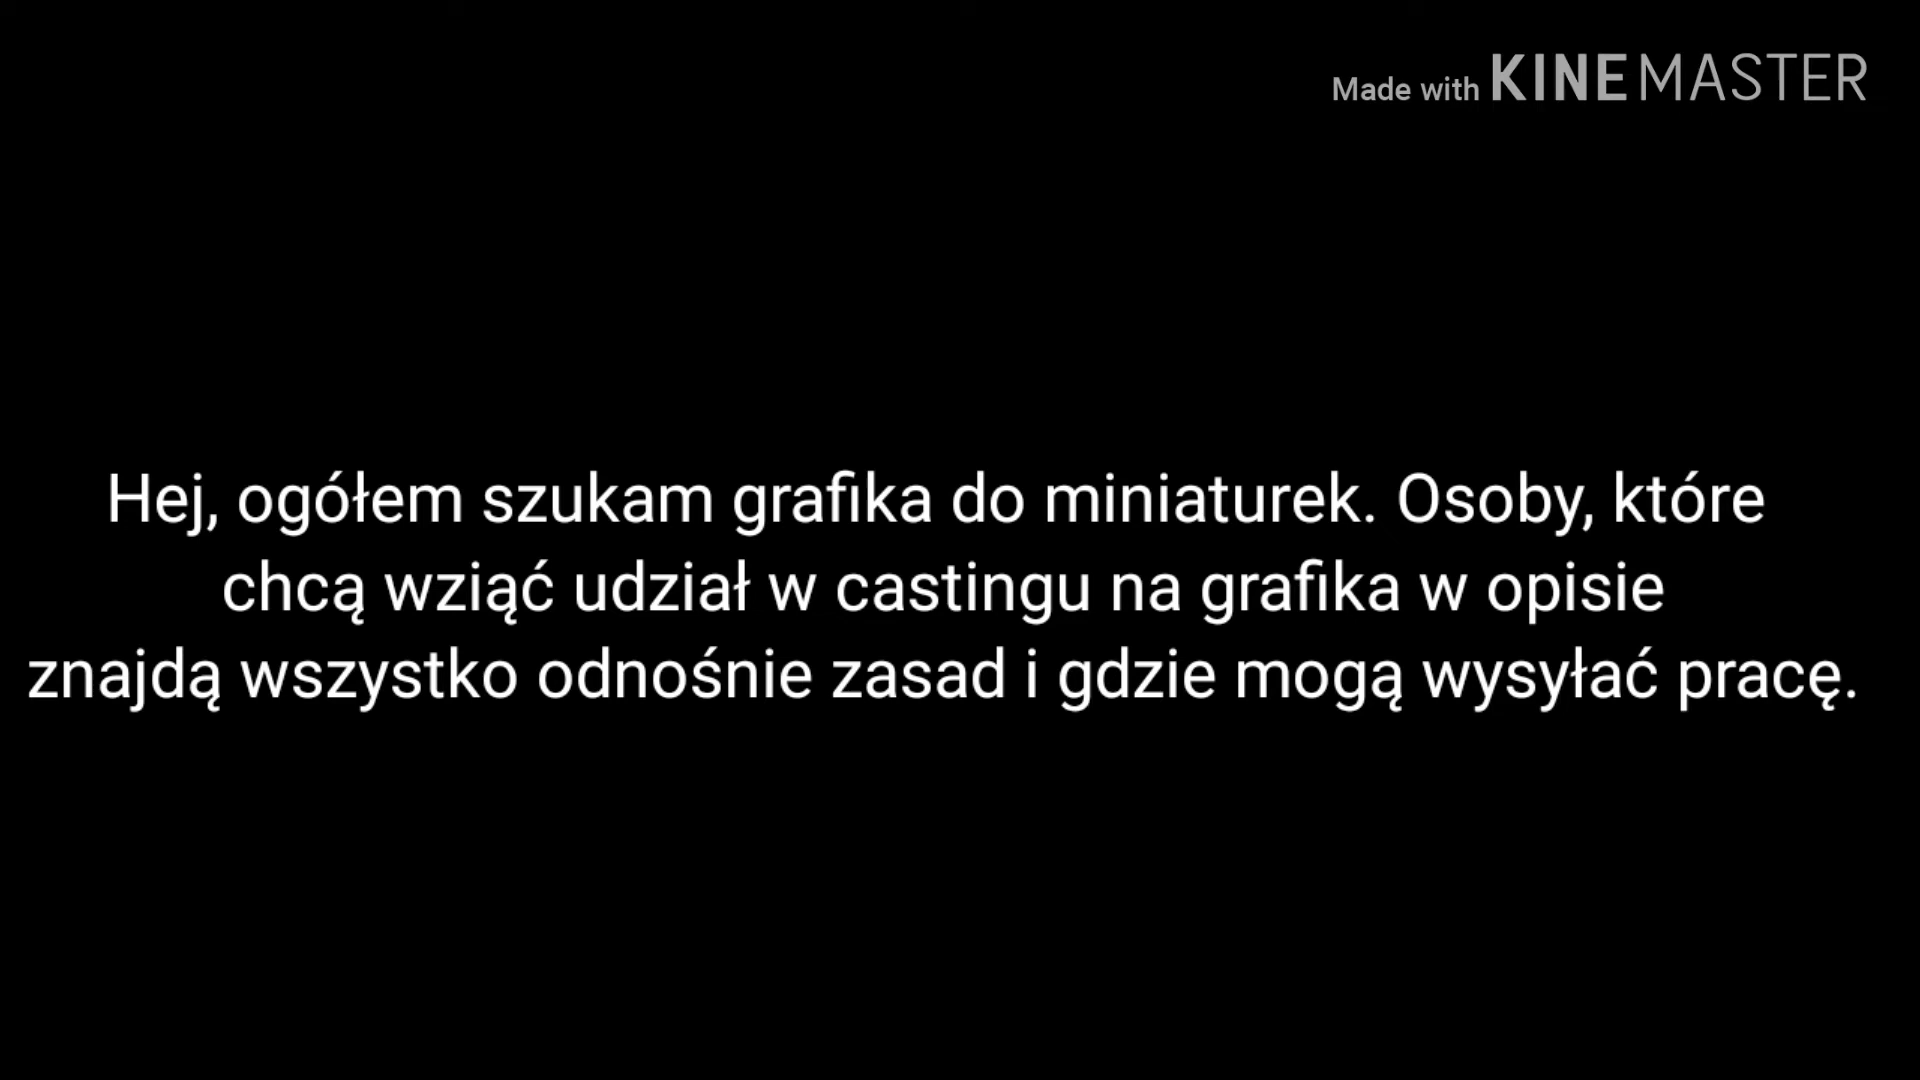 Made with KINEMASTER
Hej, ogółem szukam grafika do miniaturek. Osoby, które
chcą wziąć udział w castingu na grafika w opisie
znajdą wszystko odnośnie zasad i gdzie mogą wysyłać pracę.